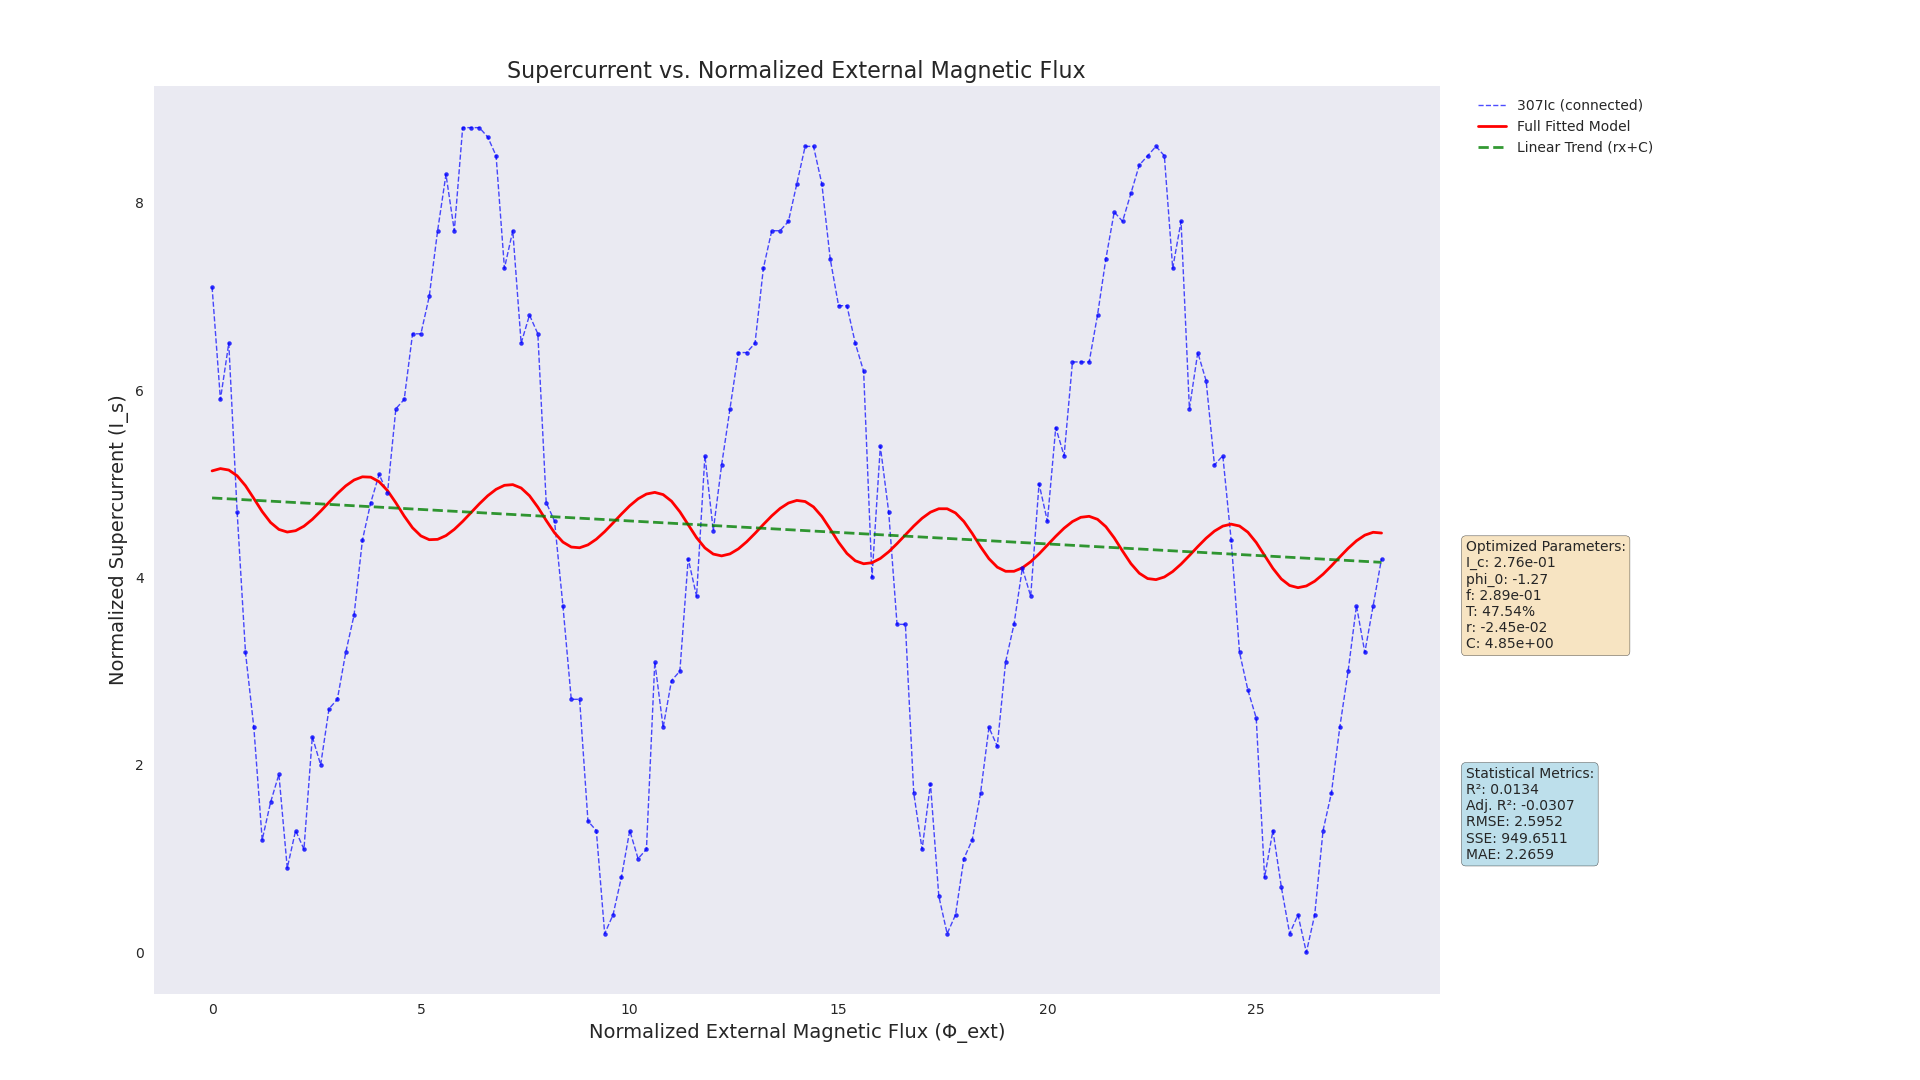 Supercurrent vs. Normalized External Magnetic Flux
307Ic (connected)
Full Fitted Model
Linear Trend (rx+C)
Normalized Supercurrent (I_s)
8
6
4
2
0
0 5 10 15 20 25
Normalized External Magnetic Flux (Φ_ext)
Optimized Parameters:
I_c: 2.76e-01
phi_0: -1.27
f: 2.89e-01
T: 47.54%
r: -2.45e-02
C: 4.85e+00
Statistical Metrics:
R²: 0.0134
Adj. R²: -0.0307
RMSE: 2.5952
SSE: 949.6511
MAE: 2.2659